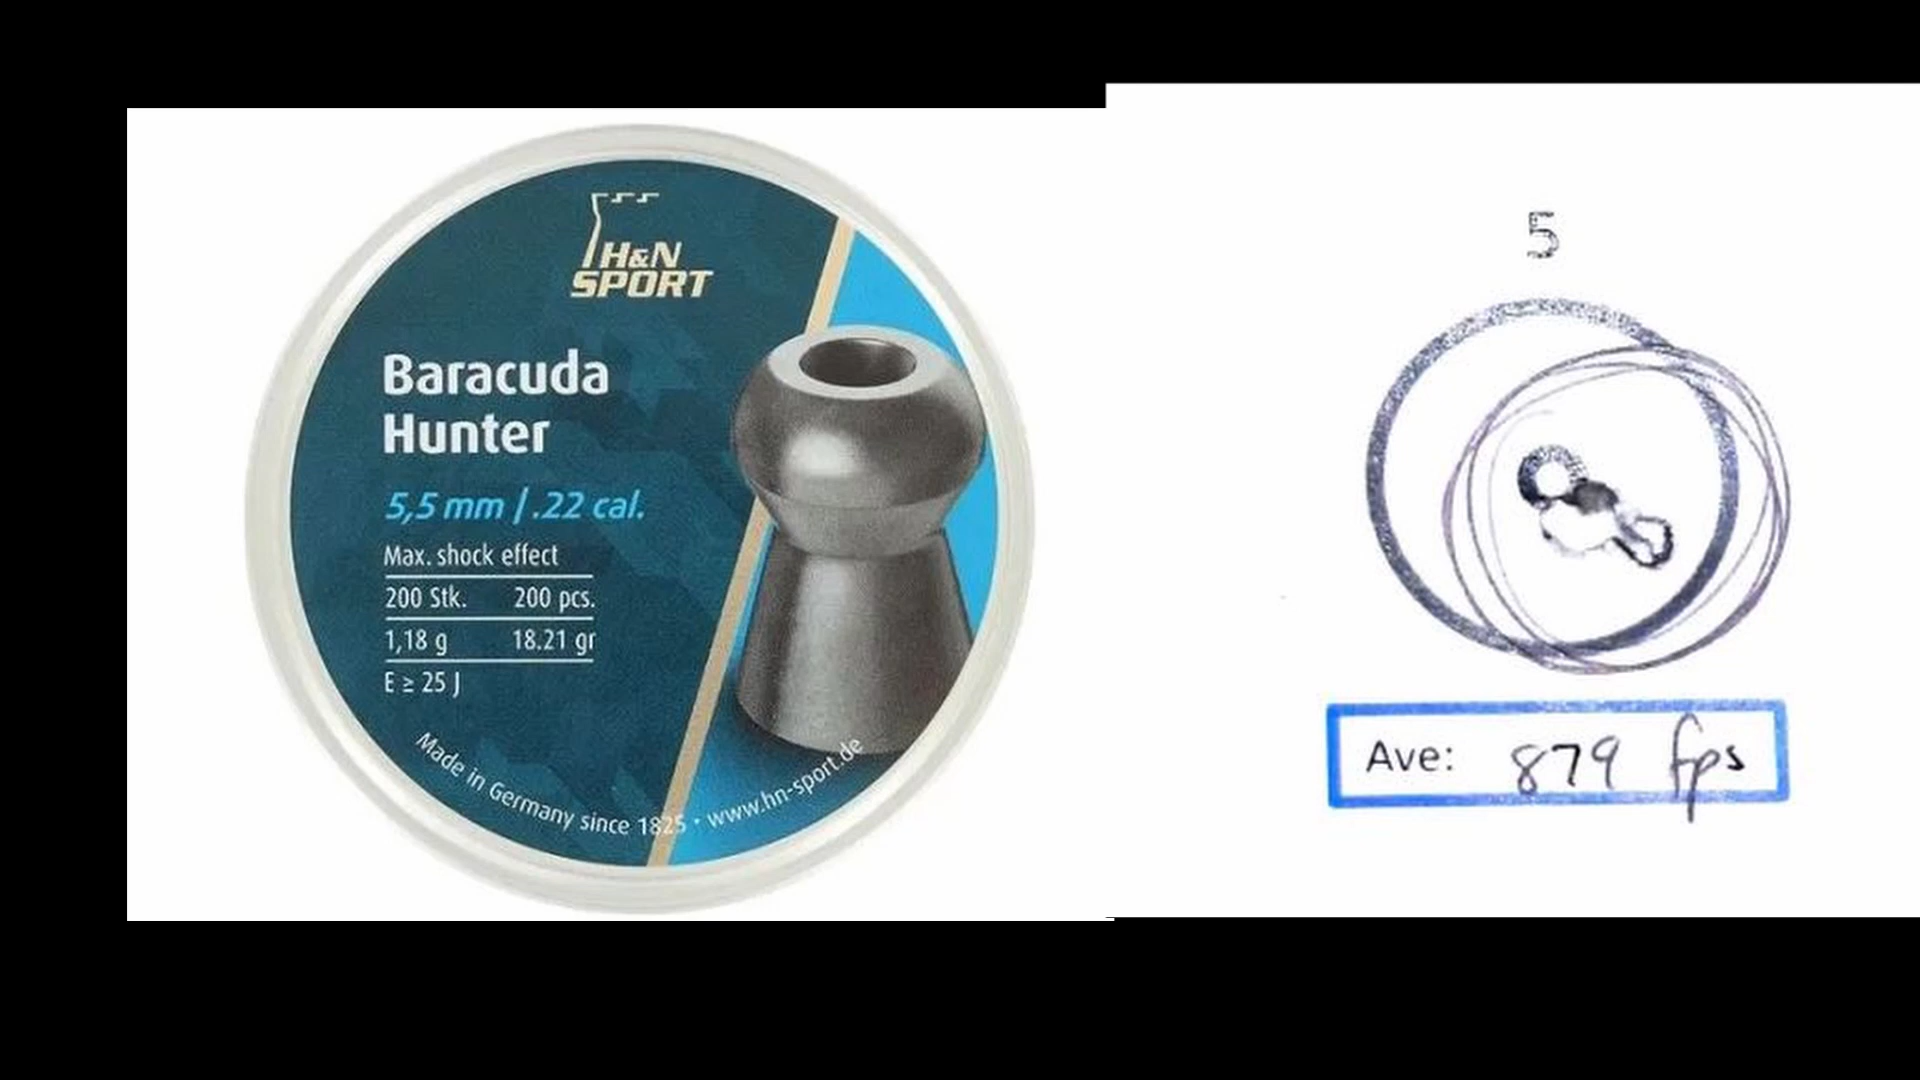 H&N
SPORT
Baracuda
Hunter
5,5 mm / .22 cal.
Max. shock effect
200 Stk. 200 pcs.
1,18 g 18.21 gr
E ≥ 25 J
Made in Germany since 1825 • www.hn-sport.de
5
Ave: 879 fps